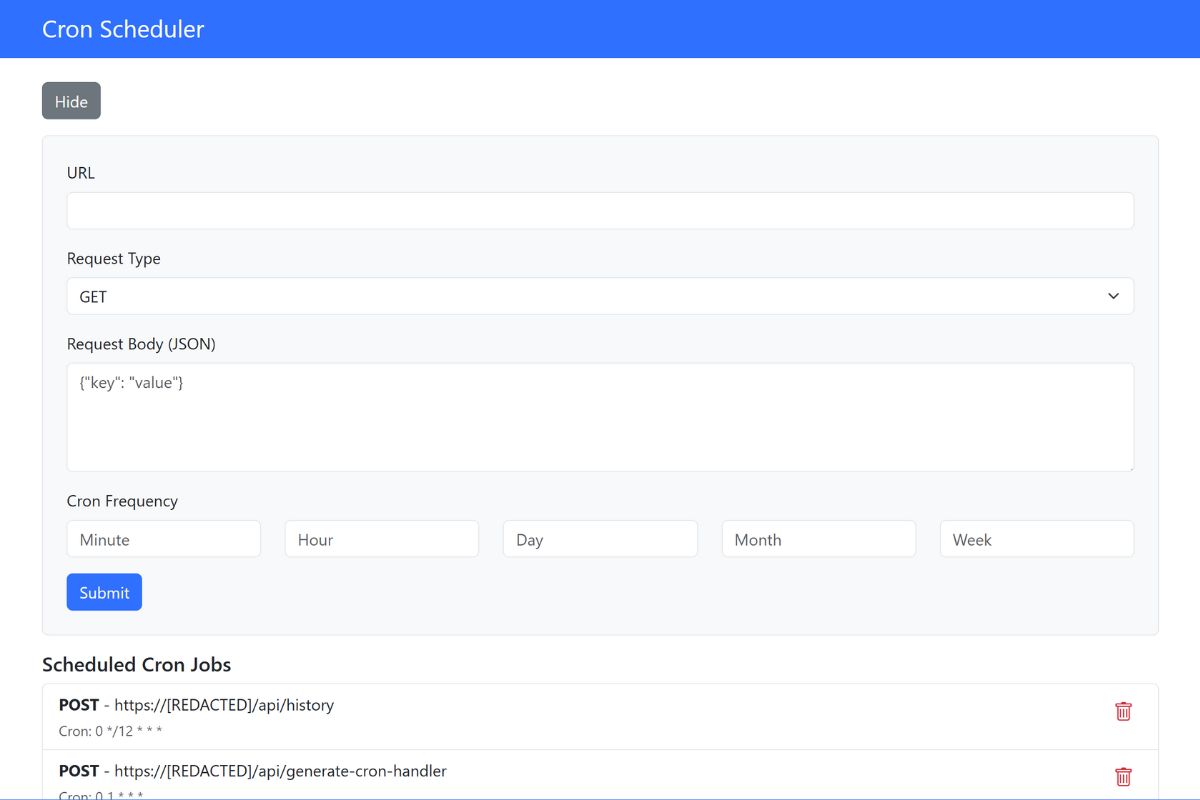 Cron Scheduler
Hide
URL
Request Type
GET
Request Body (JSON)
{"key": "value"}
Cron Frequency
Minute Hour Day Month Week
Submit
Scheduled Cron Jobs
POST - https://[REDACTED]/api/history
Cron: 0 */12 * * *
POST - https://[REDACTED]/api/generate-cron-handler
Cron: 0 1 * * *